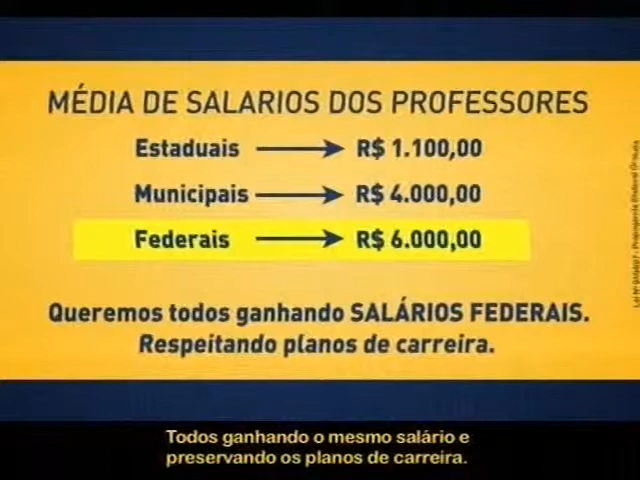 MÉDIA DE SALARIOS DOS PROFESSORES
Estaduais R$ 1.100,00
Municipais R$ 4.000,00
Federais R$ 6.000,00
Queremos todos ganhando SALÁRIOS FEDERAIS.
Respeitando planos de carreira.
Todos ganhando o mesmo salário e
preservando os planos de carreira.